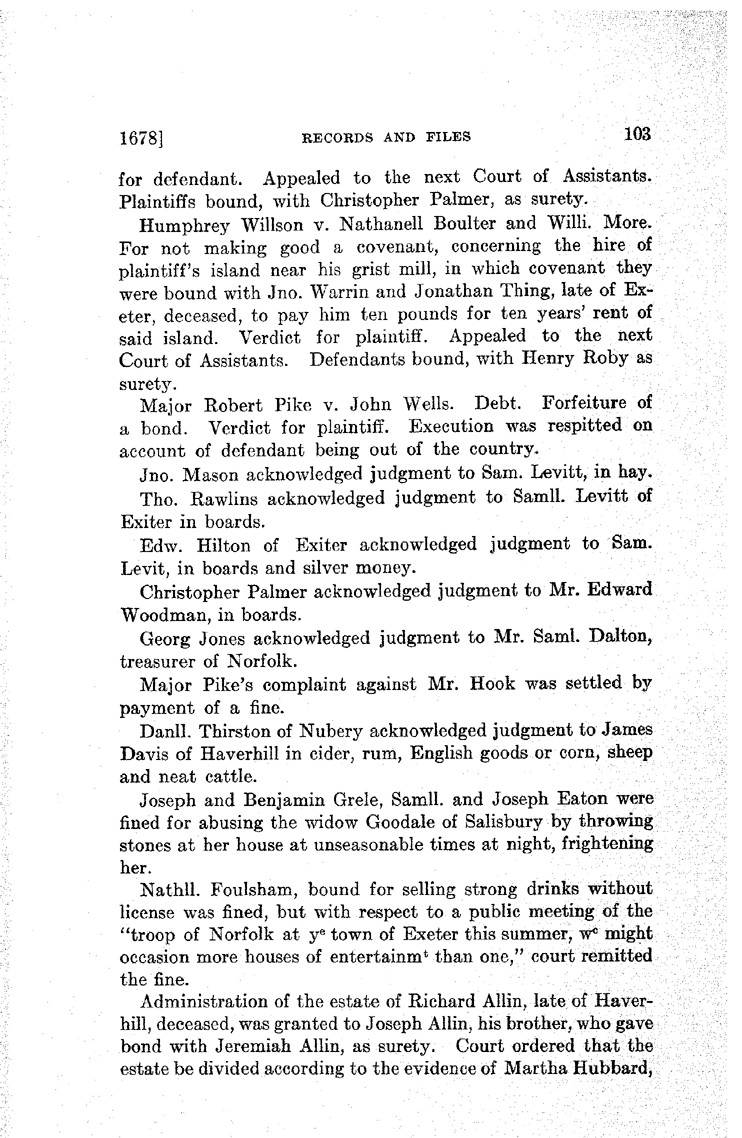 1678] RECORDS AND FILES 103
for defendant. Appealed to the next Court of Assistants.
Plaintiffs bound, with Christopher Palmer, as surety.
Humphrey Willson v. Nathanell Boulter and Willi. More.
For not making good a covenant, concerning the hire of
plaintiff's island near his grist mill, in which covenant they
were bound with Jno. Warrin and Jonathan Thing, late of Ex-
eter, deceased, to pay him ten pounds for ten years' rent of
said island. Verdict for plaintiff. Appealed to the next
Court of Assistants. Defendants bound, with Henry Roby as
surety.
Major Robert Pike v. John Wells. Debt. Forfeiture of
a bond. Verdict for plaintiff. Execution was respitted on
account of defendant being out of the country.
Jno. Mason acknowledged judgment to Sam. Levitt, in hay.
Tho. Rawlins acknowledged judgment to Samll. Levitt of
Exiter in boards.
Edw. Hilton of Exiter acknowledged judgment to Sam.
Levit, in boards and silver money.
Christopher Palmer acknowledged judgment to Mr. Edward
Woodman, in boards.
Georg Jones acknowledged judgment to Mr. Saml. Dalton,
treasurer of Norfolk.
Major Pike's complaint against Mr. Hook was settled by
payment of a fine.
Danll. Thirston of Nubery acknowledged judgment to James
Davis of Haverhill in cider, rum, English goods or corn, sheep
and neat cattle.
Joseph and Benjamin Grele, Samll. and Joseph Eaton were
fined for abusing the widow Goodale of Salisbury by throwing
stones at her house at unseasonable times at night, frightening
her.
Nathll. Foulsham, bound for selling strong drinks without
license was fined, but with respect to a public meeting of the
"troop of Norfolk at yᵉ town of Exeter this summer, wᶜ might
occasion more houses of entertainmᵗ than one," court remitted
the fine.
Administration of the estate of Richard Allin, late of Haver-
hill, deceased, was granted to Joseph Allin, his brother, who gave
bond with Jeremiah Allin, as surety. Court ordered that the
estate be divided according to the evidence of Martha Hubbard,